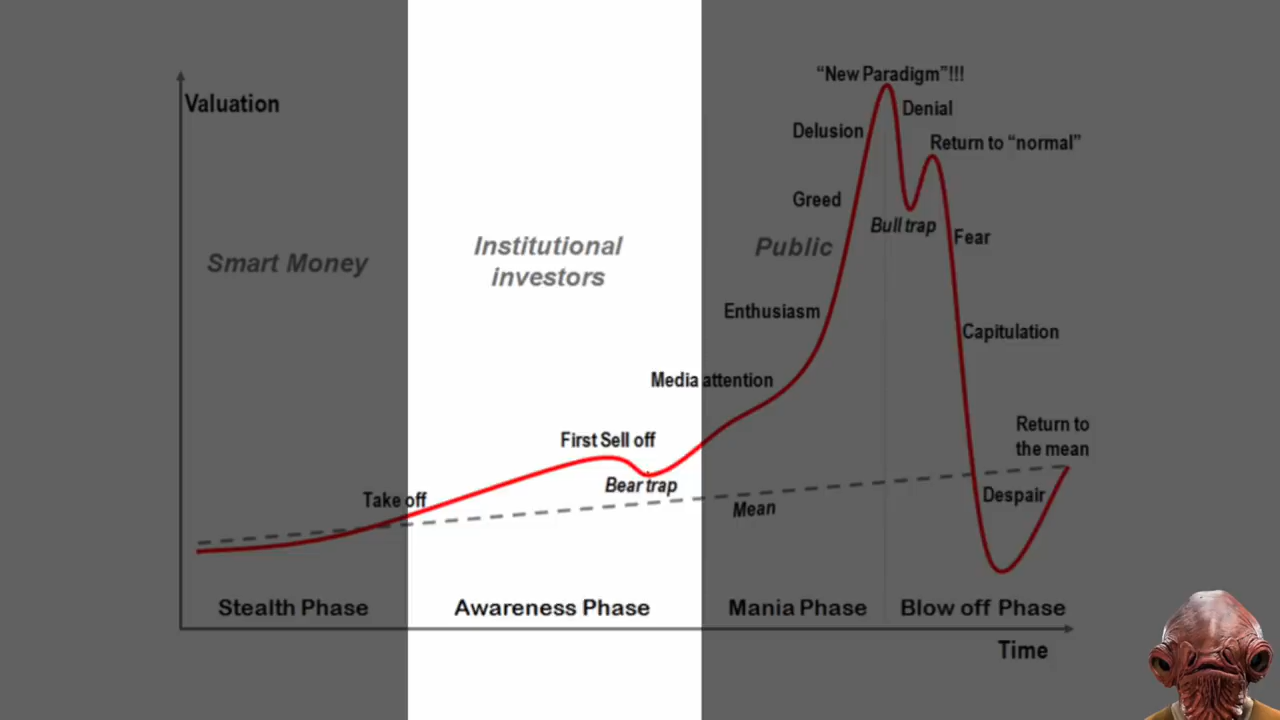 “New Paradigm”!!!
Valuation
Denial
Delusion
Return to “normal”
Greed
Bull trap
Fear
Smart Money
Institutional
investors
Public
Enthusiasm
Capitulation
Media attention
First Sell off
Return to
the mean
Bear trap
Take off
Mean
Despair
Stealth Phase
Awareness Phase
Mania Phase
Blow off Phase
Time